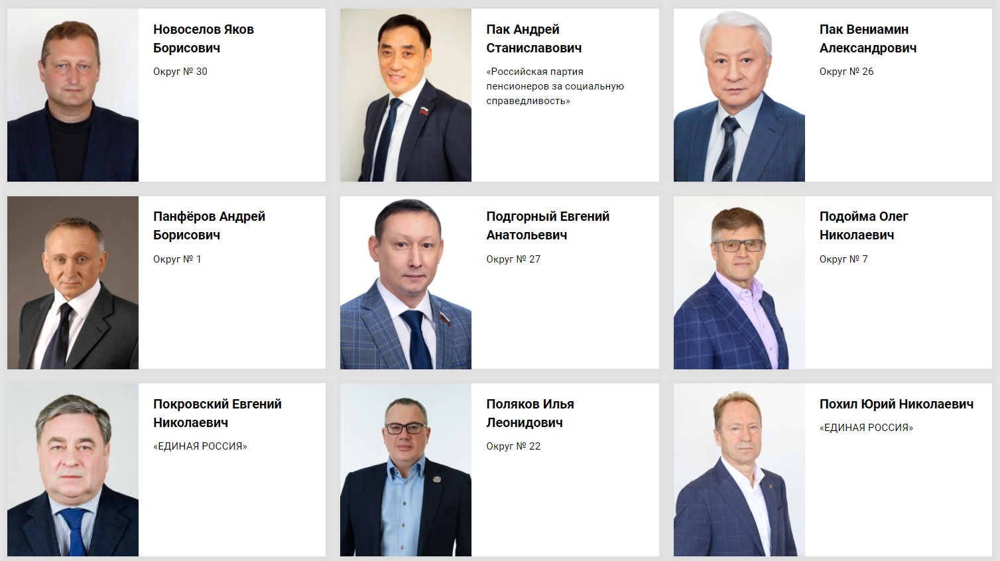 Новоселов Яков
Борисович
Округ № 30
Пак Андрей
Станиславович
«Российская партия
пенсионеров за социальную
справедливость»
Пак Вениамин
Александрович
Округ № 26
Панфёров Андрей
Борисович
Округ № 1
Подгорный Евгений
Анатольевич
Округ № 27
Подойма Олег
Николаевич
Округ № 7
Покровский Евгений
Николаевич
«ЕДИНАЯ РОССИЯ»
Поляков Илья
Леонидович
Округ № 22
Похил Юрий Николаевич
«ЕДИНАЯ РОССИЯ»